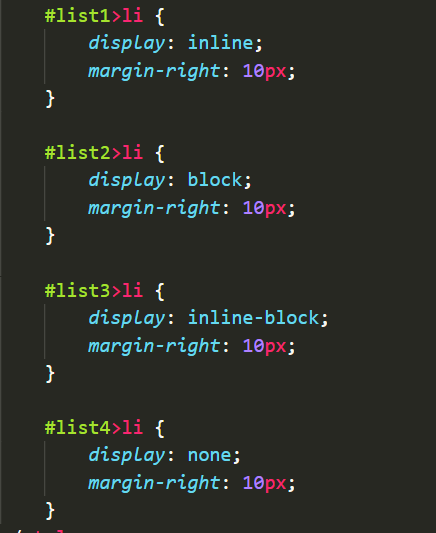 #list1>li {
display: inline;
margin-right: 10px;
}
#list2>li {
display: block;
margin-right: 10px;
}
#list3>li {
display: inline-block;
margin-right: 10px;
}
#list4>li {
display: none;
margin-right: 10px;
}